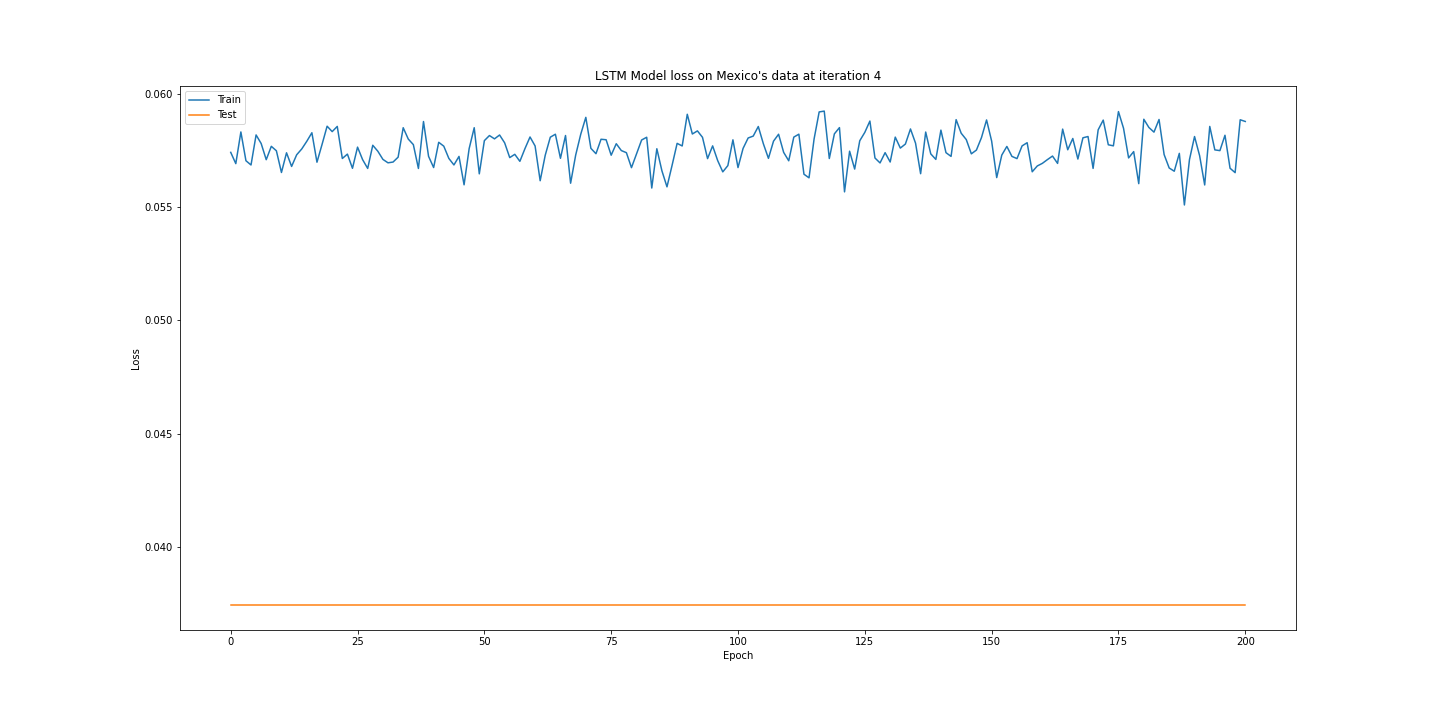 LSTM Model loss on Mexico's data at iteration 4
Train
Test
0.060
0.055
0.050
0.045
0.040
Loss
0 25 50 75 100 125 150 175 200
Epoch